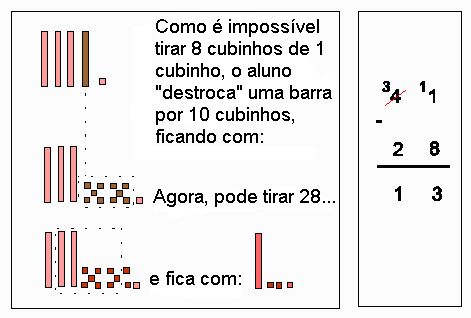 Como é impossível
tirar 8 cubinhos de 1
cubinho, o aluno
"destroca" uma barra
por 10 cubinhos,
ficando com:
Agora, pode tirar 28...
e fica com:
3 4 1 1
-
2 8
1 3